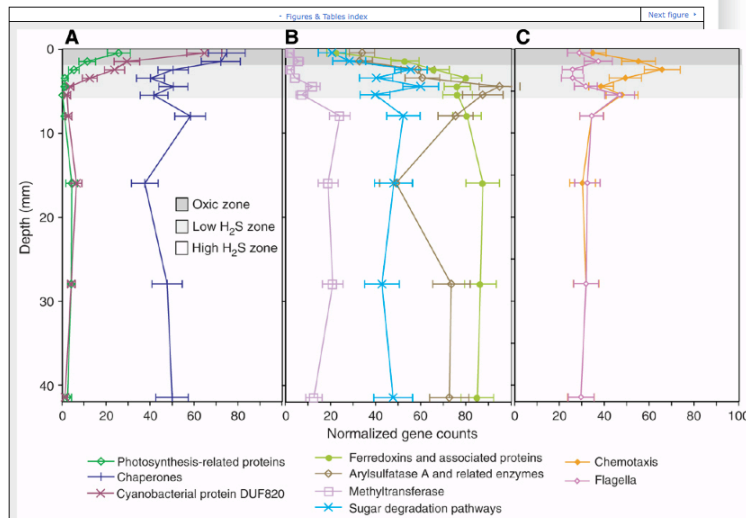 • Figures & Tables index
Next figure •
A
B
C
0
10
20
30
40
Depth (mm)
Oxic zone
Low H₂S zone
High H₂S zone
0 20 40 60 80
0 20 40 60 80
0 20 40 60 80 100
Normalized gene counts
Photosynthesis-related proteins
Chaperones
Cyanobacterial protein DUF820
Ferredoxins and associated proteins
Arylsulfatase A and related enzymes
Methyltransferase
Sugar degradation pathways
Chemotaxis
Flagella